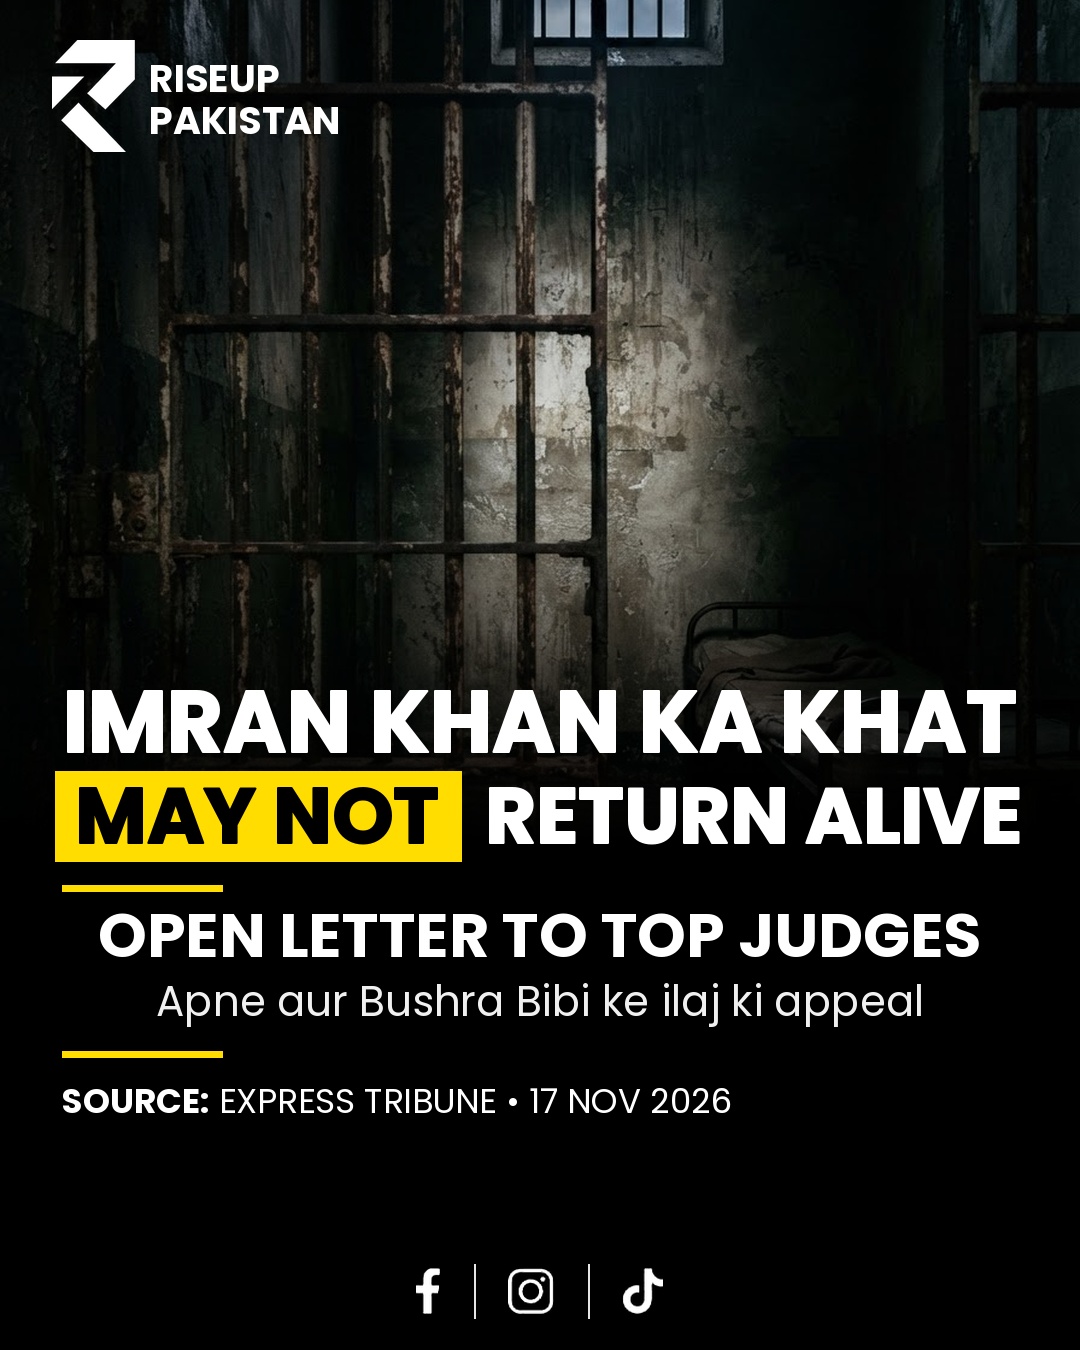 RISEUP
PAKISTAN
IMRAN KHAN KA KHAT
MAY NOT RETURN ALIVE
OPEN LETTER TO TOP JUDGES
Apne aur Bushra Bibi ke ilaj ki appeal
SOURCE: EXPRESS TRIBUNE • 17 NOV 2026